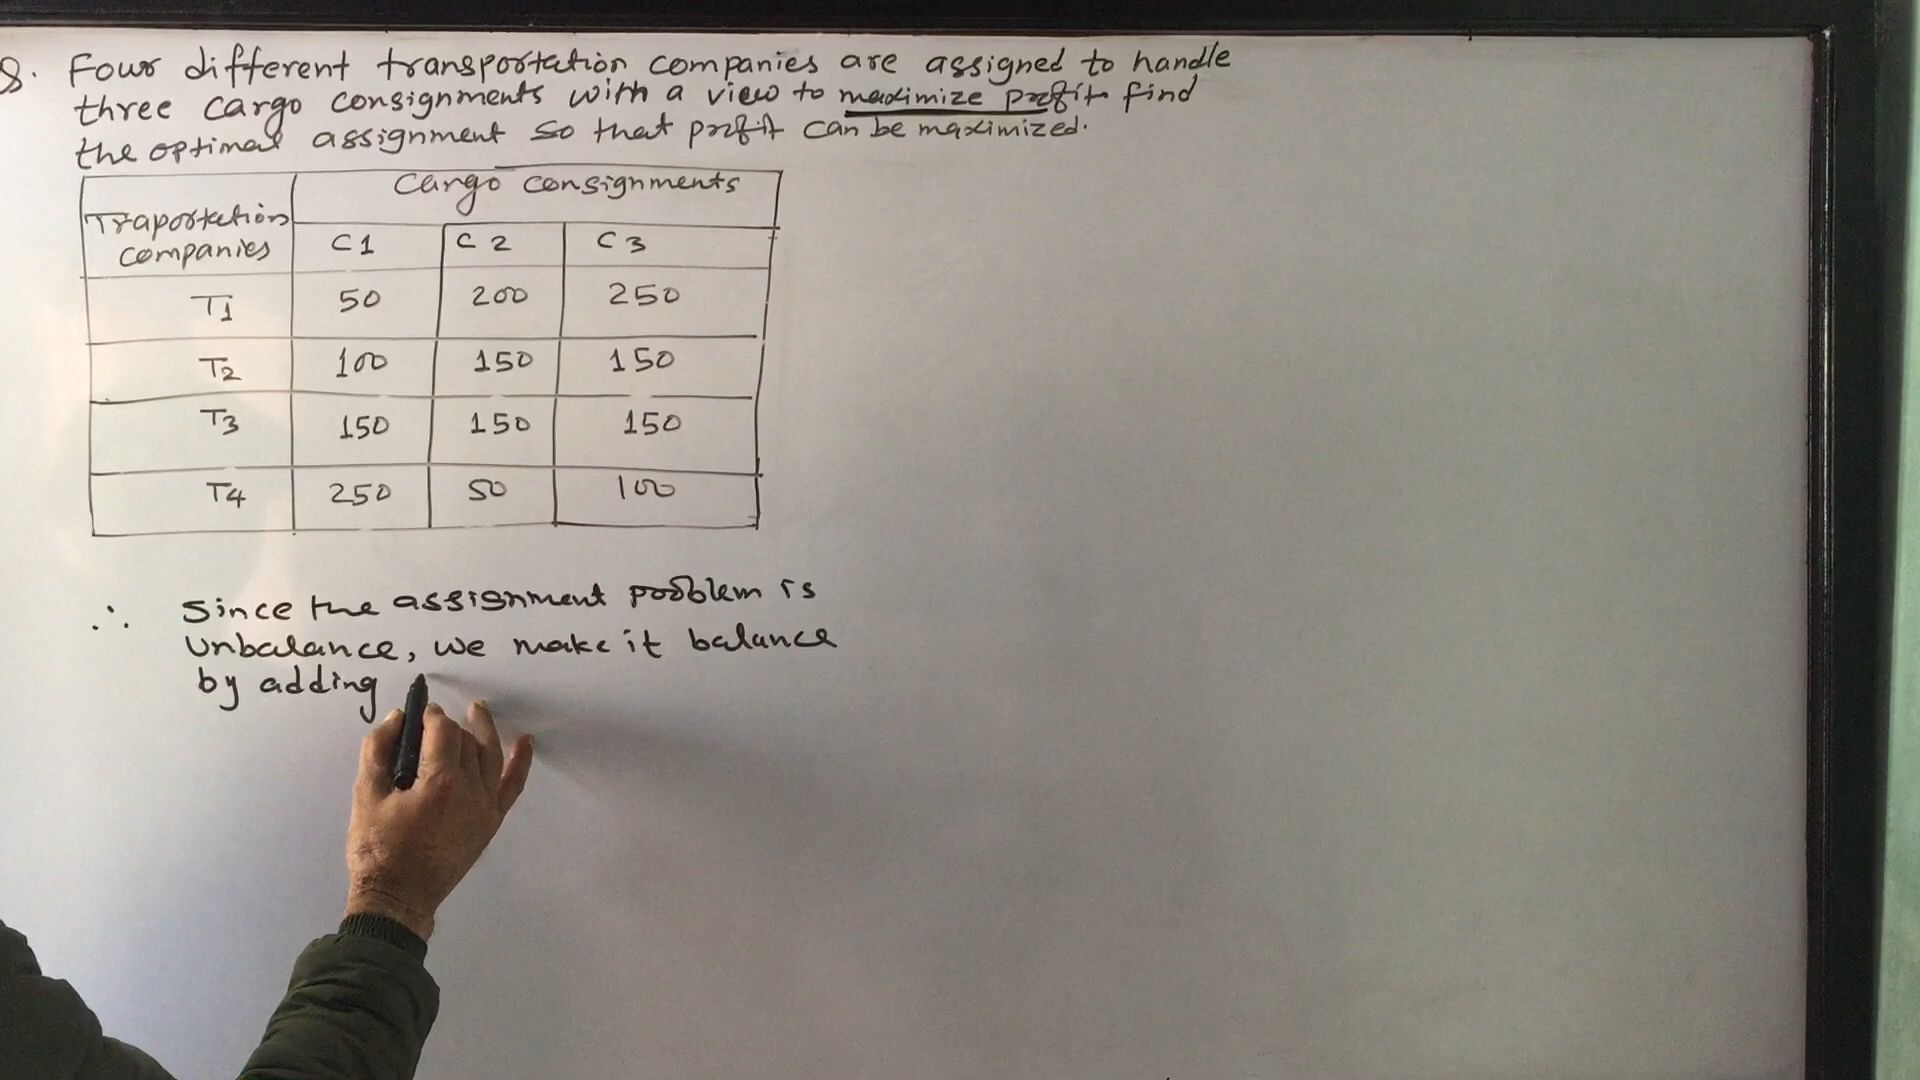 8. Four different transportation companies are assigned to handle
three cargo consignments with a view to maximize profit find
the optimal assignment so that profit can be maximized.
Traportation companies Cargo consignments
C1 C2 C3
T1 50 200 250
T2 100 150 150
T3 150 150 150
T4 250 50 100
∴ Since the assignment problem is
Unbalance, we make it balance
by adding